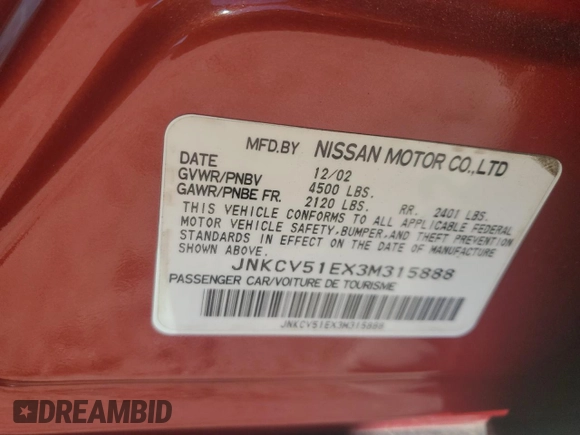 MFD.BY NISSAN MOTOR CO.,LTD
DATE 12/02
GVWR/PNBV 4500 LBS.
GAWR/PNBE FR. 2120 LBS. RR. 2401 LBS.
THIS VEHICLE CONFORMS TO ALL APPLICABLE FEDERAL
MOTOR VEHICLE SAFETY, BUMPER, AND THEFT PREVENTION
STANDARDS IN EFFECT ON THE DATE OF MANUFACTURE
SHOWN ABOVE.
JNKCV51EX3M315888
PASSENGER CAR/VOITURE DE TOURISME
JNKCV51EX3M315888
DREAMBID